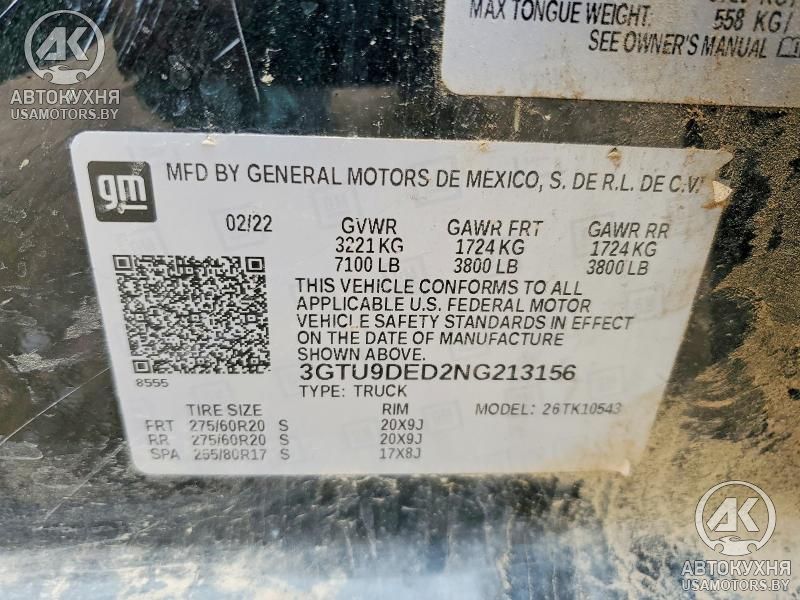 MAX TONGUE WEIGHT:
558 KG/
SEE OWNER'S MANUAL
АК
АВТОКУХНЯ
USAMOTORS.BY
gm
MFD BY GENERAL MOTORS DE MEXICO, S. DE R.L. DE C.V.
02/22 GVWR GAWR FRT GAWR RR
3221 KG 1724 KG 1724 KG
7100 LB 3800 LB 3800 LB
THIS VEHICLE CONFORMS TO ALL
APPLICABLE U.S. FEDERAL MOTOR
VEHICLE SAFETY STANDARDS IN EFFECT
ON THE DATE OF MANUFACTURE
SHOWN ABOVE.
8555
3GTU9DED2NG213156
TYPE: TRUCK
TIRE SIZE RIM MODEL: 26TK10543
FRT 275/60R20 S 20X9J
RR 275/60R20 S 20X9J
SPA 255/80R17 S 17X8J
АК
АВТОКУХНЯ
USAMOTORS.BY